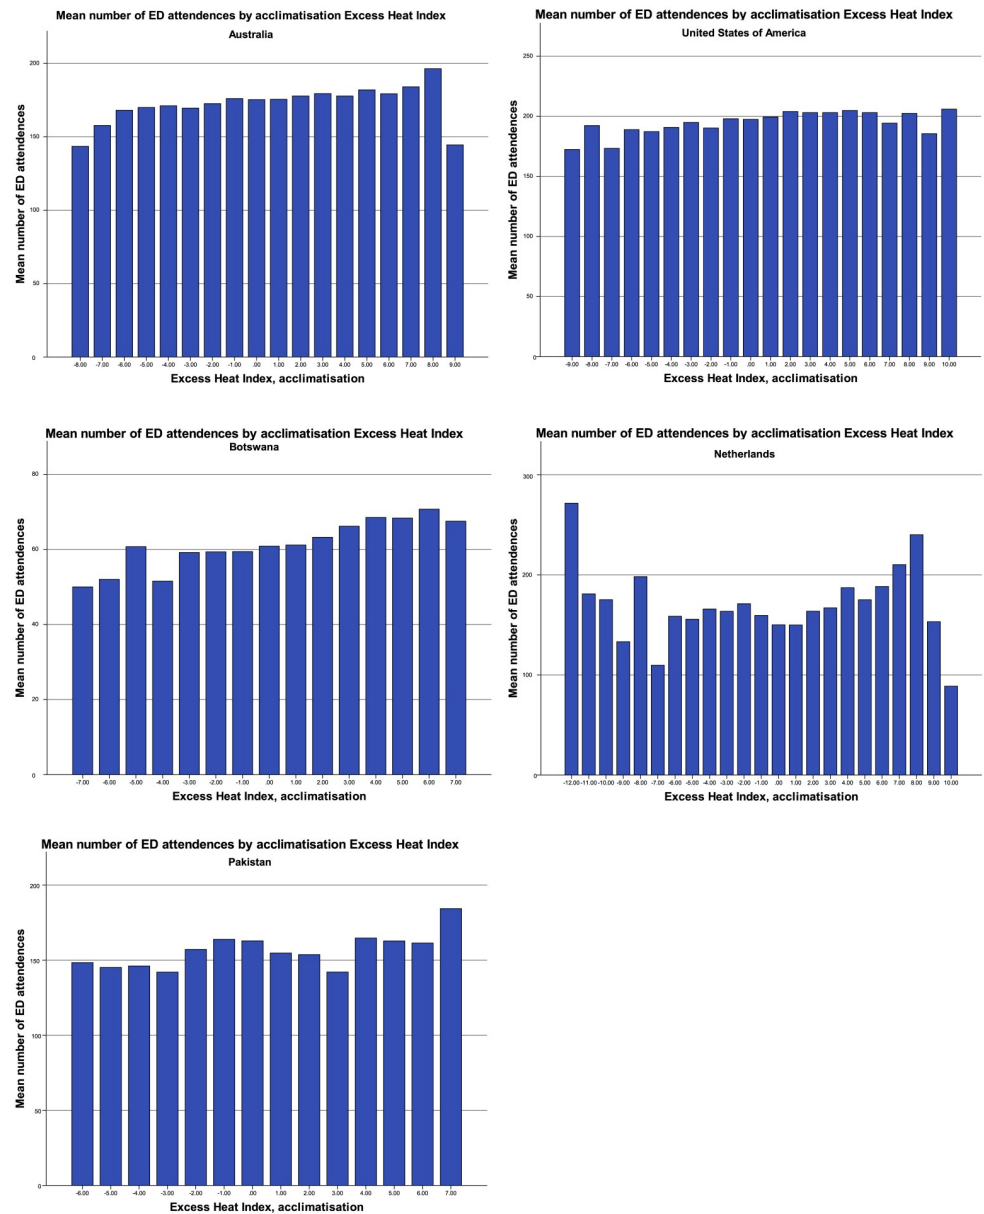 Mean number of ED attendences by acclimatisation Excess Heat Index
Australia
Mean number of ED attendences
200
150
100
50
0
-8.00 -7.00 -6.00 -5.00 -4.00 -3.00 -2.00 -1.00 .00 1.00 2.00 3.00 4.00 5.00 6.00 7.00 8.00 9.00
Excess Heat Index, acclimatisation
Mean number of ED attendences by acclimatisation Excess Heat Index
United States of America
Mean number of ED attendences
250
200
150
100
50
0
-9.00 -8.00 -7.00 -6.00 -5.00 -4.00 -3.00 -2.00 -1.00 .00 1.00 2.00 3.00 4.00 5.00 6.00 7.00 8.00 9.00 10.00
Excess Heat Index, acclimatisation
Mean number of ED attendences by acclimatisation Excess Heat Index
Botswana
Mean number of ED attendences
80
60
40
20
0
-7.00 -6.00 -5.00 -4.00 -3.00 -2.00 -1.00 .00 1.00 2.00 3.00 4.00 5.00 6.00 7.00
Excess Heat Index, acclimatisation
Mean number of ED attendences by acclimatisation Excess Heat Index
Netherlands
Mean number of ED attendences
300
200
100
0
-12.00 -11.00 -10.00 -9.00 -8.00 -7.00 -6.00 -5.00 -4.00 -3.00 -2.00 -1.00 .00 1.00 2.00 3.00 4.00 5.00 6.00 7.00 8.00 9.00 10.00
Excess Heat Index, acclimatisation
Mean number of ED attendences by acclimatisation Excess Heat Index
Pakistan
Mean number of ED attendences
200
150
100
50
0
-6.00 -5.00 -4.00 -3.00 -2.00 -1.00 .00 1.00 2.00 3.00 4.00 5.00 6.00 7.00
Excess Heat Index, acclimatisation